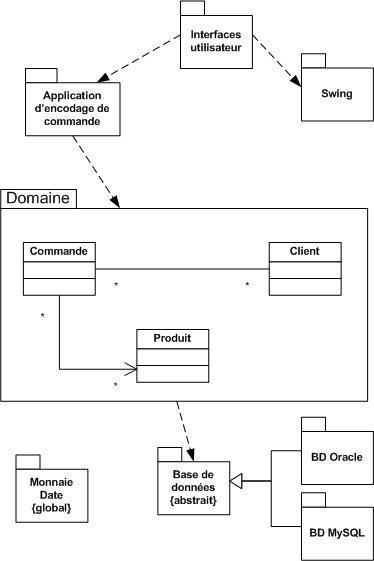 Interfaces
utilisateur
Application
d'encodage de
commande
Swing
Domaine
Commande
Client
*
*
*
Produit
*
Base de
données
{abstrait}
Monnaie
Date
{global}
BD Oracle
BD MySQL